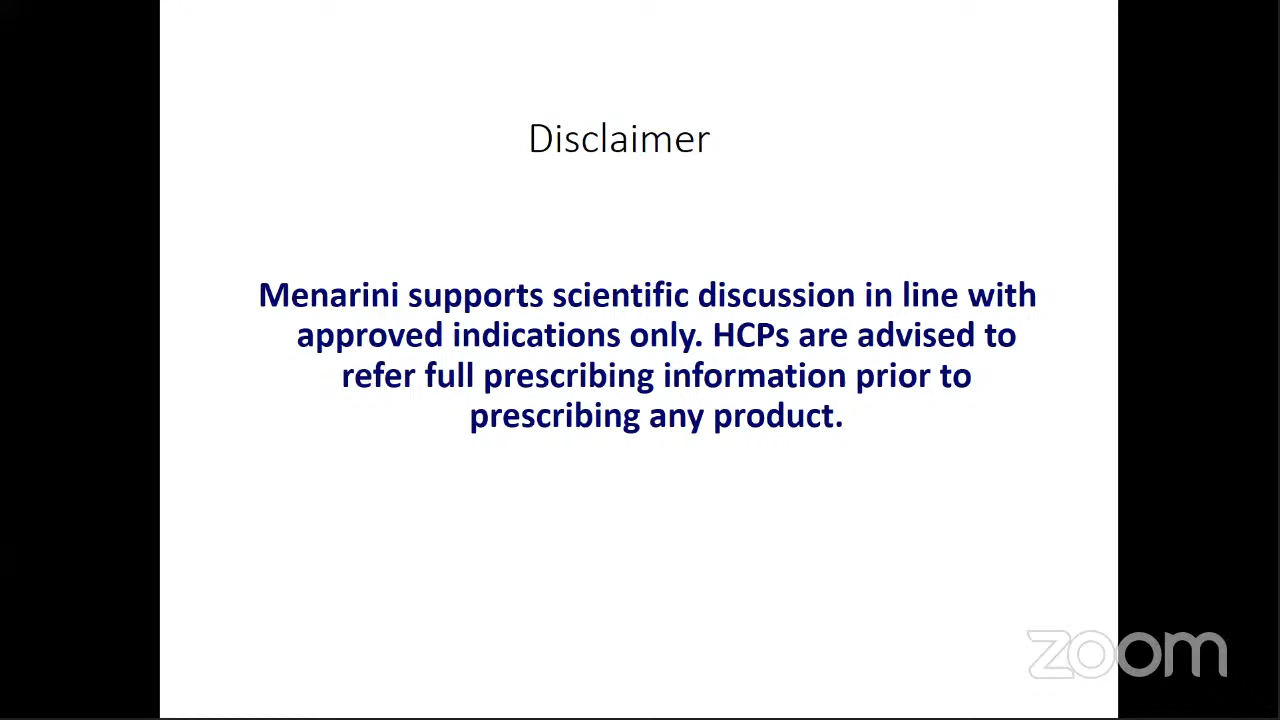 Disclaimer
Menarini supports scientific discussion in line with
approved indications only. HCPs are advised to
refer full prescribing information prior to
prescribing any product.
zoom